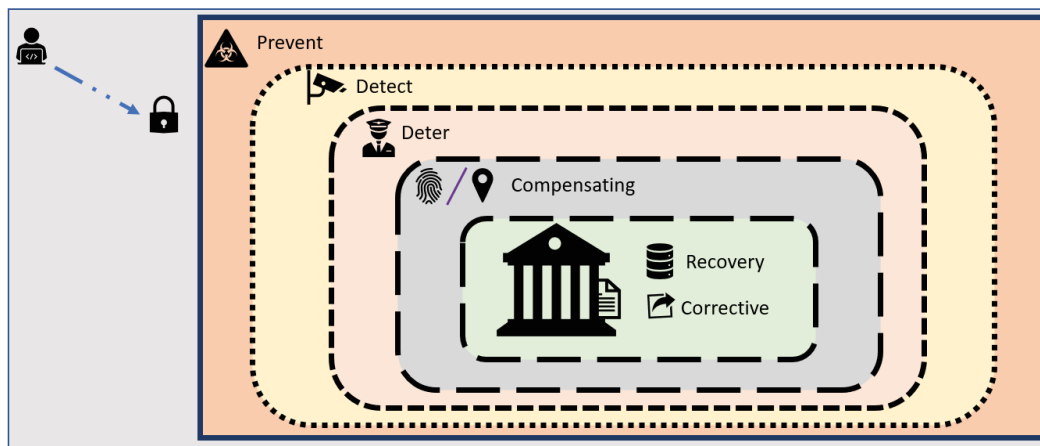 Prevent
Detect
Deter
Compensating
Recovery
Corrective